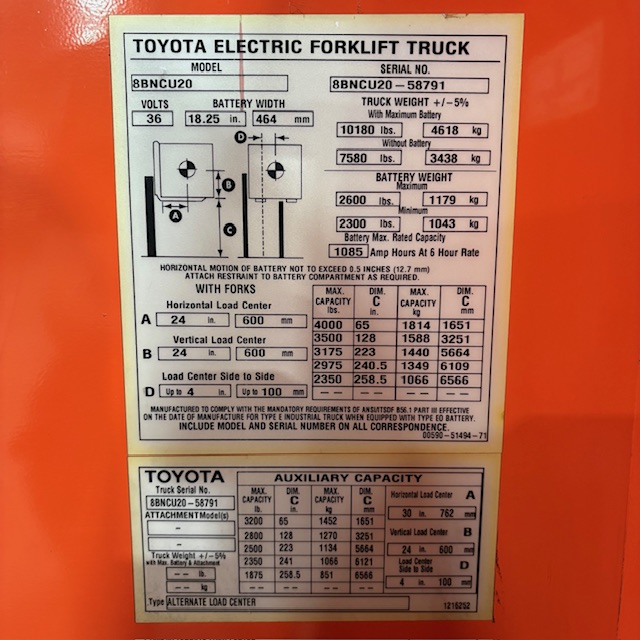 TOYOTA ELECTRIC FORKLIFT TRUCK
MODEL
8BNCU20
SERIAL NO.
8BNCU20-58791
VOLTS
36
BATTERY WIDTH
18.25 in. 464 mm
TRUCK WEIGHT +/-5%
With Maximum Battery
10180 lbs. 4618 kg
Without Battery
7580 lbs. 3438 kg
BATTERY WEIGHT
Maximum
2600 lbs. 1179 kg
Minimum
2300 lbs. 1043 kg
Battery Max. Rated Capacity
1085 Amp Hours At 6 Hour Rate
D
B
A
C
HORIZONTAL MOTION OF BATTERY NOT TO EXCEED 0.5 INCHES (12.7 mm)
ATTACH RESTRAINT TO BATTERY COMPARTMENT AS REQUIRED.
WITH FORKS
Horizontal Load Center
A 24 in. 600 mm
Vertical Load Center
B 24 in. 600 mm
Load Center Side to Side
D Up to 4 in. Up to 100 mm
MAX. CAPACITY lbs. DIM. C in. MAX. CAPACITY kg DIM. C mm
4000 65 1814 1651
3500 128 1588 3251
3175 223 1440 5664
2975 240.5 1349 6109
2350 258.5 1066 6566
-- -- -- --
MANUFACTURED TO COMPLY WITH THE MANDATORY REQUIREMENTS OF ANSI/ITSDF B56.1 PART III EFFECTIVE
ON THE DATE OF MANUFACTURE FOR TYPE E INDUSTRIAL TRUCK WHEN EQUIPPED WITH TYPE EO BATTERY.
INCLUDE MODEL AND SERIAL NUMBER ON ALL CORRESPONDENCE.
00590-51494-71
TOYOTA
Truck Serial No.
8BNCU20-58791
ATTACHMENT Model(s)
-
-
Truck Weight +/-5%
with Max. Battery & Attachment
-- lb.
-- kg
AUXILIARY CAPACITY
MAX. CAPACITY lb. DIM. C in. MAX. CAPACITY kg DIM. C mm
3200 65 1452 1651
2800 128 1270 3251
2500 223 1134 5664
2350 241 1066 6121
1875 258.5 851 6566
Horizontal Load Center A
30 in. 762 mm
Vertical Load Center B
24 in. 600 mm
Load Center
Side to Side D
4 in. 100 mm
Type ALTERNATE LOAD CENTER
1216252